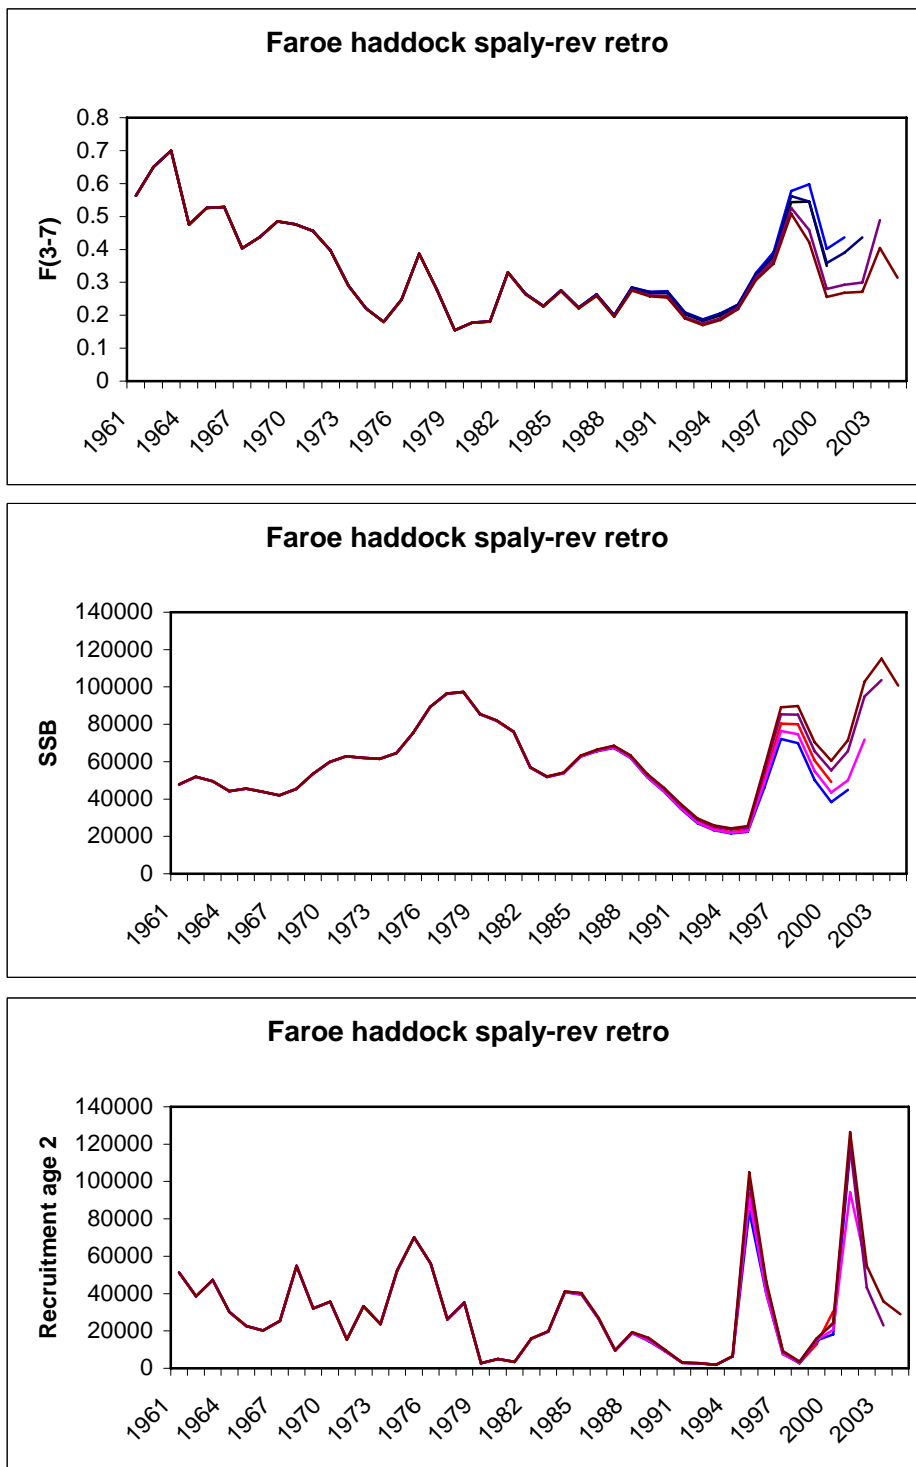 Faroe haddock spaly-rev retro
F(3-7)
0.8
0.7
0.6
0.5
0.4
0.3
0.2
0.1
0
1961 1964 1967 1970 1973 1976 1979 1982 1985 1988 1991 1994 1997 2000 2003
Faroe haddock spaly-rev retro
SSB
140000
120000
100000
80000
60000
40000
20000
0
1961 1964 1967 1970 1973 1976 1979 1982 1985 1988 1991 1994 1997 2000 2003
Faroe haddock spaly-rev retro
Recruitment age 2
140000
120000
100000
80000
60000
40000
20000
0
1961 1964 1967 1970 1973 1976 1979 1982 1985 1988 1991 1994 1997 2000 2003